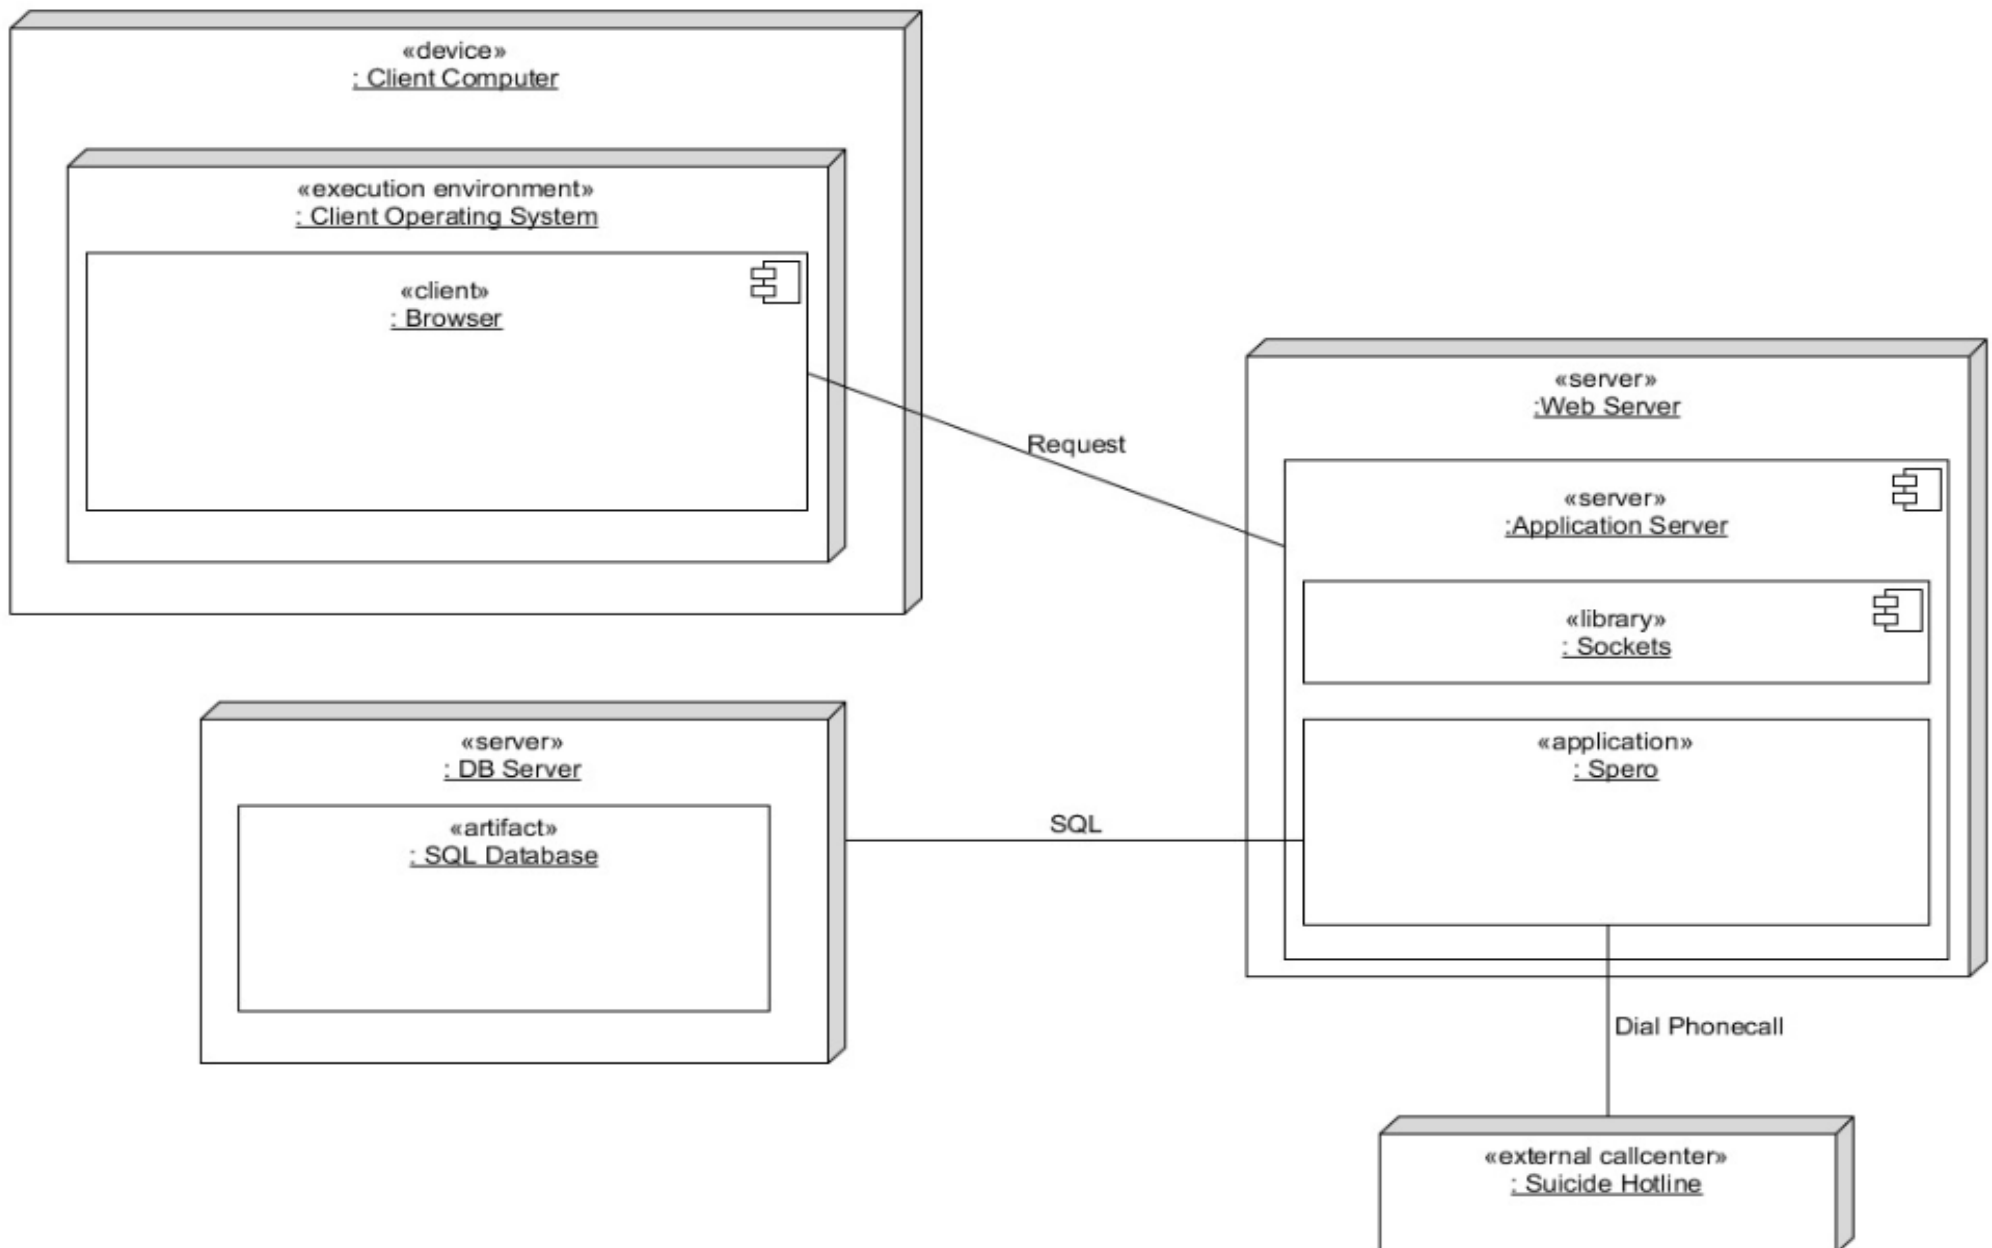 «device»
: Client Computer
«execution environment»
: Client Operating System
«client»
: Browser
Request
«server»
:Web Server
«server»
:Application Server
«library»
: Sockets
«application»
: Spero
«server»
: DB Server
«artifact»
: SQL Database
SQL
Dial Phonecall
«external callcenter»
: Suicide Hotline